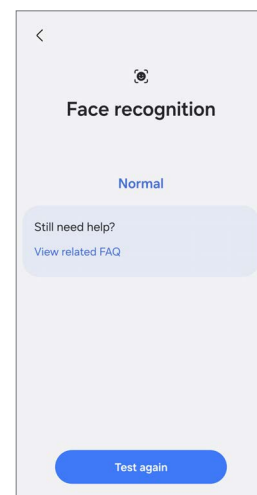 Face recognition
Normal
Still need help?
View related FAQ
Test again